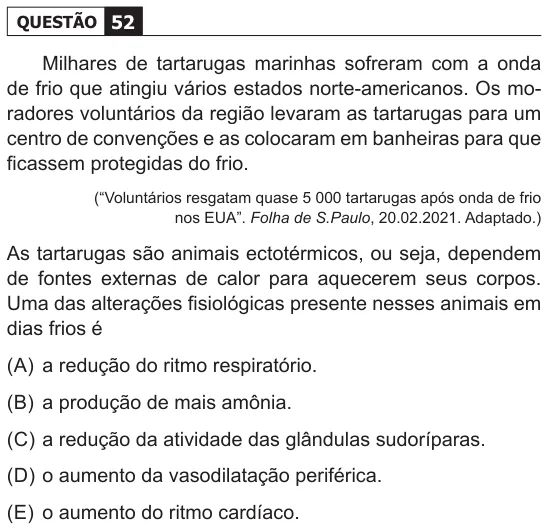 QUESTÃO 52
Milhares de tartarugas marinhas sofreram com a onda
de frio que atingiu vários estados norte-americanos. Os mo-
radores voluntários da região levaram as tartarugas para um
centro de convenções e as colocaram em banheiras para que
ficassem protegidas do frio.
(“Voluntários resgatam quase 5 000 tartarugas após onda de frio
nos EUA”. Folha de S.Paulo, 20.02.2021. Adaptado.)
As tartarugas são animais ectotérmicos, ou seja, dependem
de fontes externas de calor para aquecerem seus corpos.
Uma das alterações fisiológicas presente nesses animais em
dias frios é
(A) a redução do ritmo respiratório.
(B) a produção de mais amônia.
(C) a redução da atividade das glândulas sudoríparas.
(D) o aumento da vasodilatação periférica.
(E) o aumento do ritmo cardíaco.